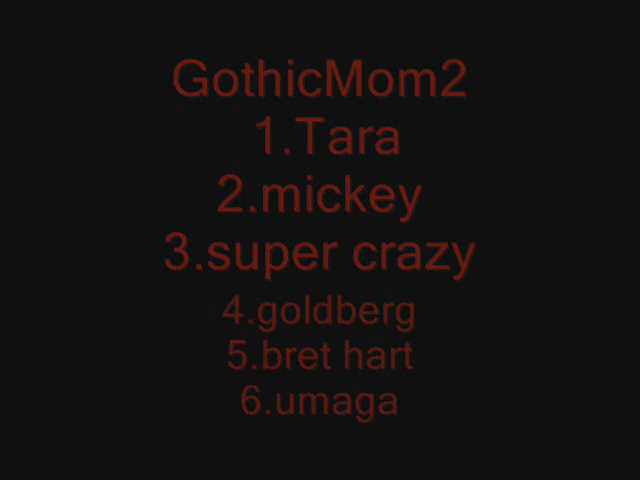 GothicMom2
1.Tara
2.mickey
3.super crazy
4.goldberg
5.bret hart
6.umaga